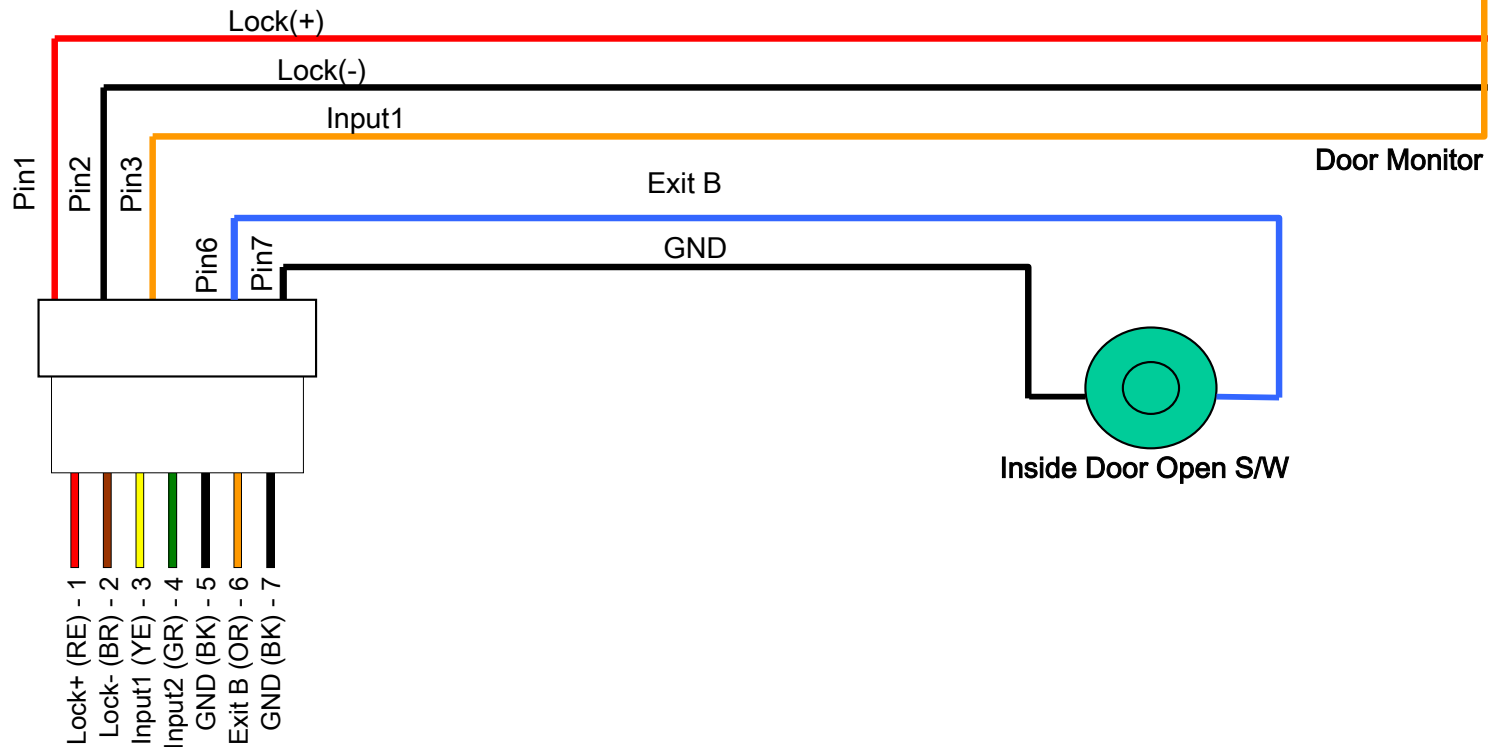 Lock(+)
Lock(-)
Input1
Door Monitor
Pin1
Pin2
Pin3
Exit B
Pin6
Pin7
GND
Inside Door Open S/W
Lock+ (RE) - 1
Lock- (BR) - 2
Input1 (YE) - 3
Input2 (GR) - 4
GND (BK) - 5
Exit B (OR) - 6
GND (BK) - 7